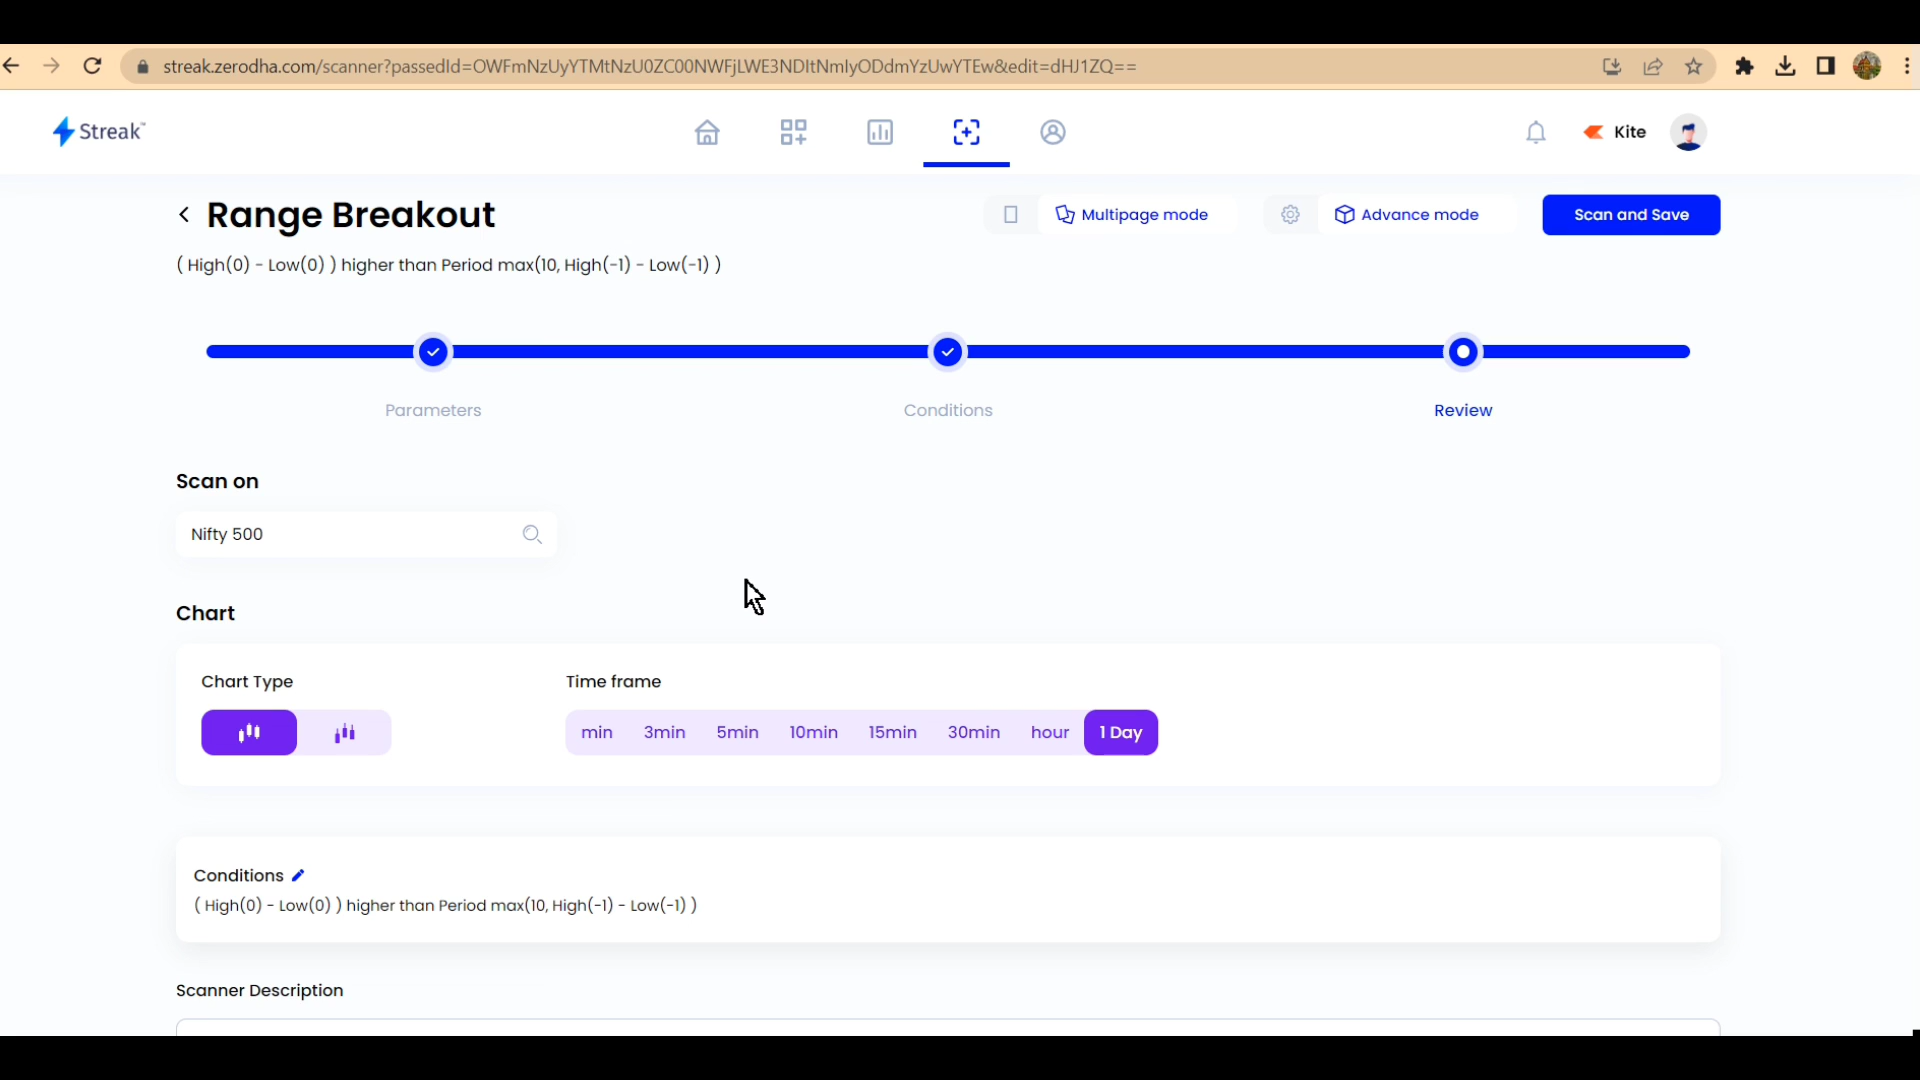 streak.zerodha.com/scanner?passedId=OWFmNzUyYTMtNzU0ZC00NWFjLWE3NDItNmIyODdmYzUwYTEw&edit=dHJ1ZQ==
Streak™
Kite
Range Breakout
Multipage mode
Advance mode
Scan and Save
( High(0) - Low(0) ) higher than Period max(10, High(-1) - Low(-1) )
Parameters
Conditions
Review
Scan on
Nifty 500
Chart
Chart Type
Time frame
min 3min 5min 10min 15min 30min hour 1 Day
Conditions
( High(0) - Low(0) ) higher than Period max(10, High(-1) - Low(-1) )
Scanner Description